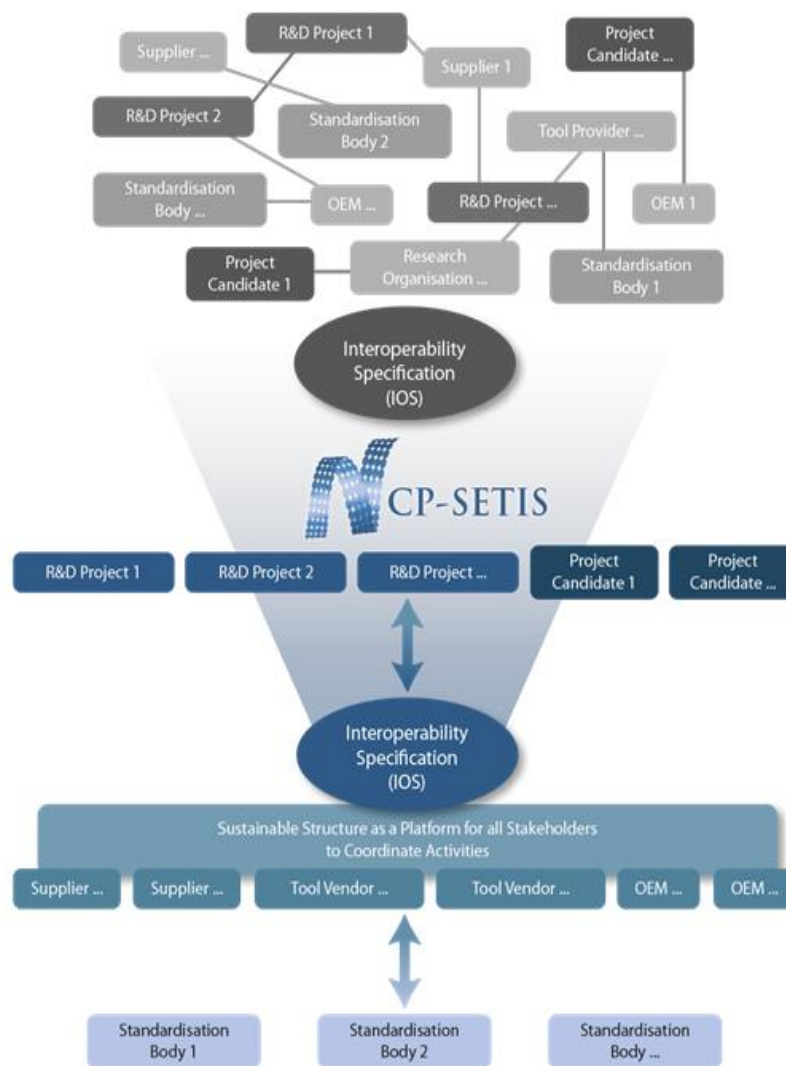 R&D Project 1
Project
Candidate ...
Supplier ...
Supplier 1
R&D Project 2
Standardisation
Body 2
Tool Provider ...
Standardisation
Body ...
OEM ...
R&D Project ...
OEM 1
Project
Candidate 1
Research
Organisation ...
Standardisation
Body 1
Interoperability
Specification
(IOS)
CP-SETIS
R&D Project 1
R&D Project 2
R&D Project ...
Project
Candidate 1
Project
Candidate ...
Interoperability
Specification
(IOS)
Sustainable Structure as a Platform for all Stakeholders
to Coordinate Activities
Supplier ...
Supplier ...
Tool Vendor ...
Tool Vendor ...
OEM ...
OEM ...
Standardisation
Body 1
Standardisation
Body 2
Standardisation
Body ...